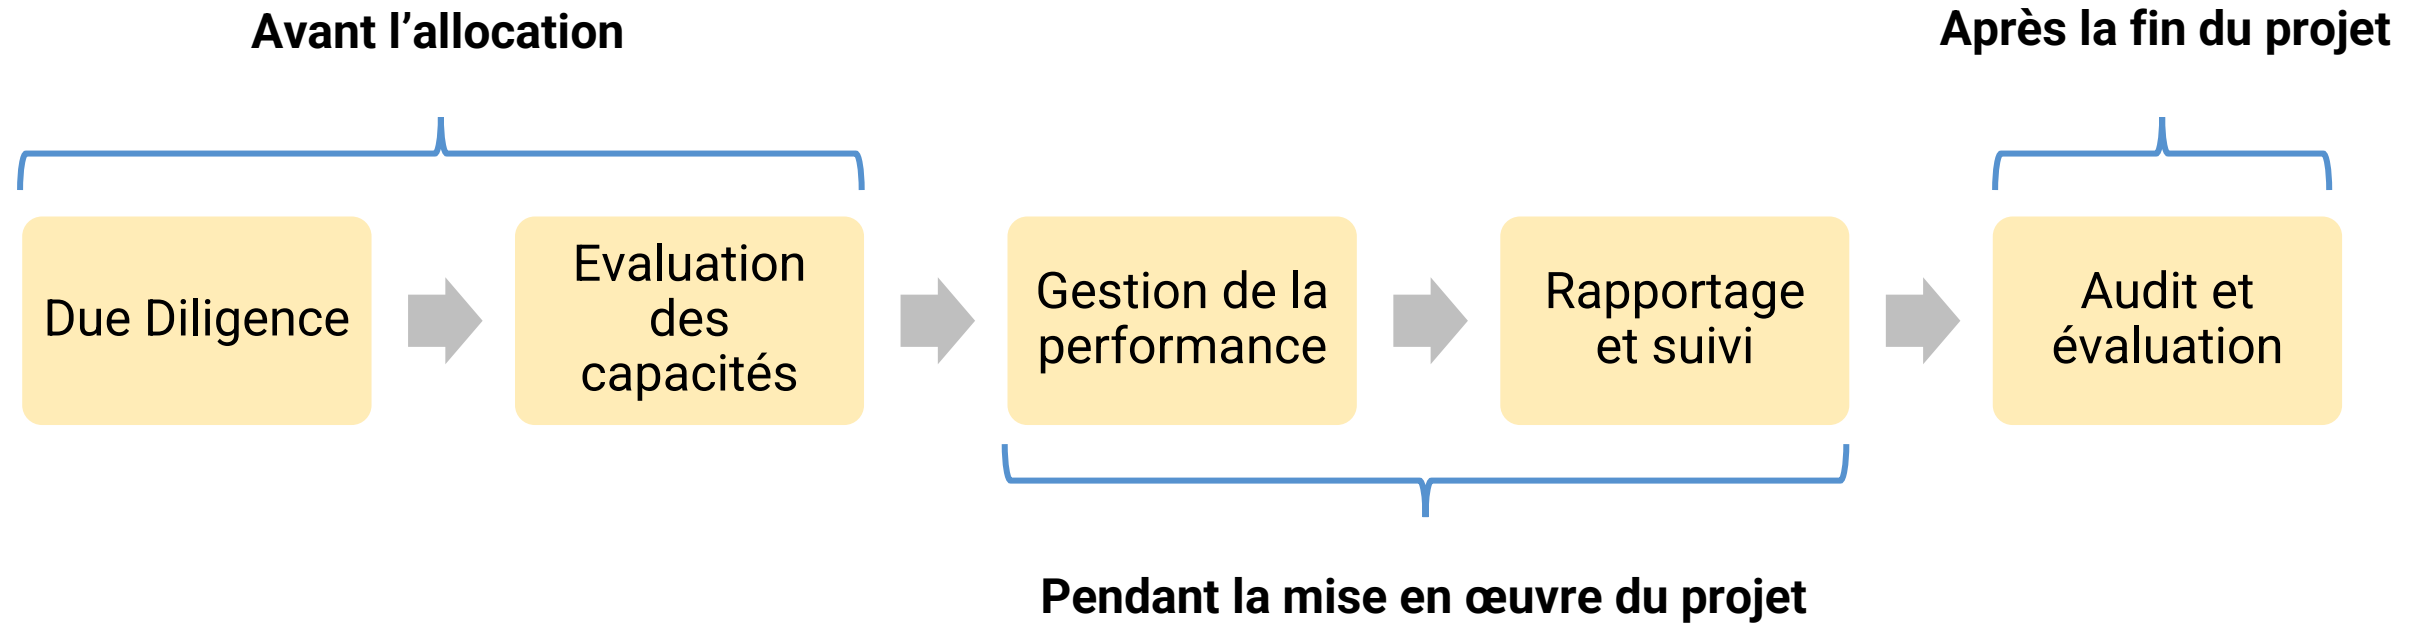 Avant l’allocation
Après la fin du projet
Due Diligence
Evaluation
des
capacités
Gestion de la
performance
Rapportage
et suivi
Audit et
évaluation
Pendant la mise en œuvre du projet